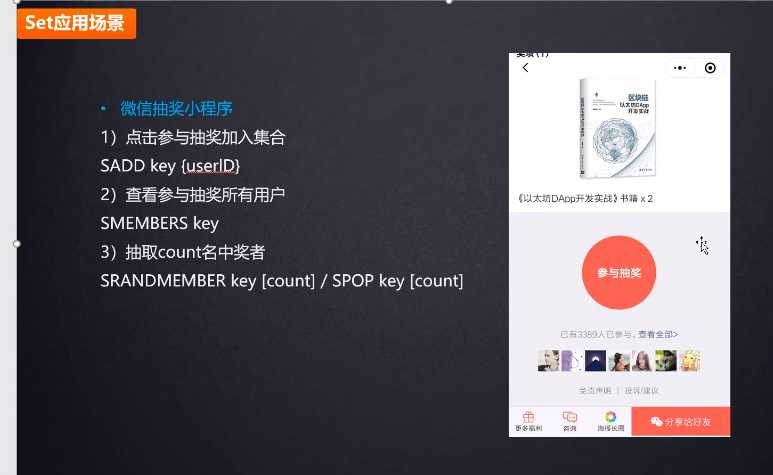 Set应用场景
• 微信抽奖小程序
1）点击参与抽奖加入集合
SADD key {userID}
2）查看参与抽奖所有用户
SMEMBERS key
3）抽取count名中奖者
SRANDMEMBER key [count] / SPOP key [count]
区块链
以太坊DApp
开发实战
《以太坊DApp开发实战》书籍 x 2
参与抽奖
已有3389人已参与，查看全部>
免责声明 | 投诉/建议
更多福利
咨询
海报长图
分享给好友